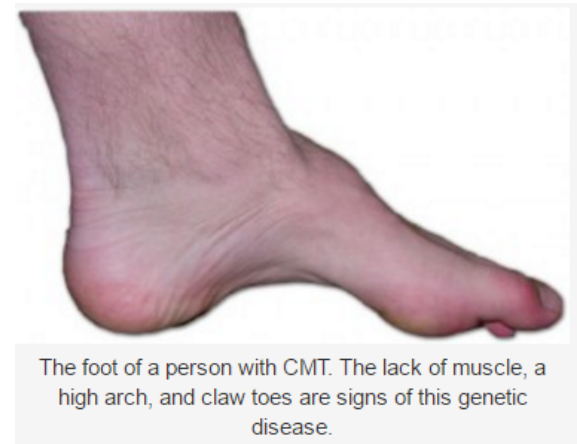 The foot of a person with CMT. The lack of muscle, a
high arch, and claw toes are signs of this genetic
disease.